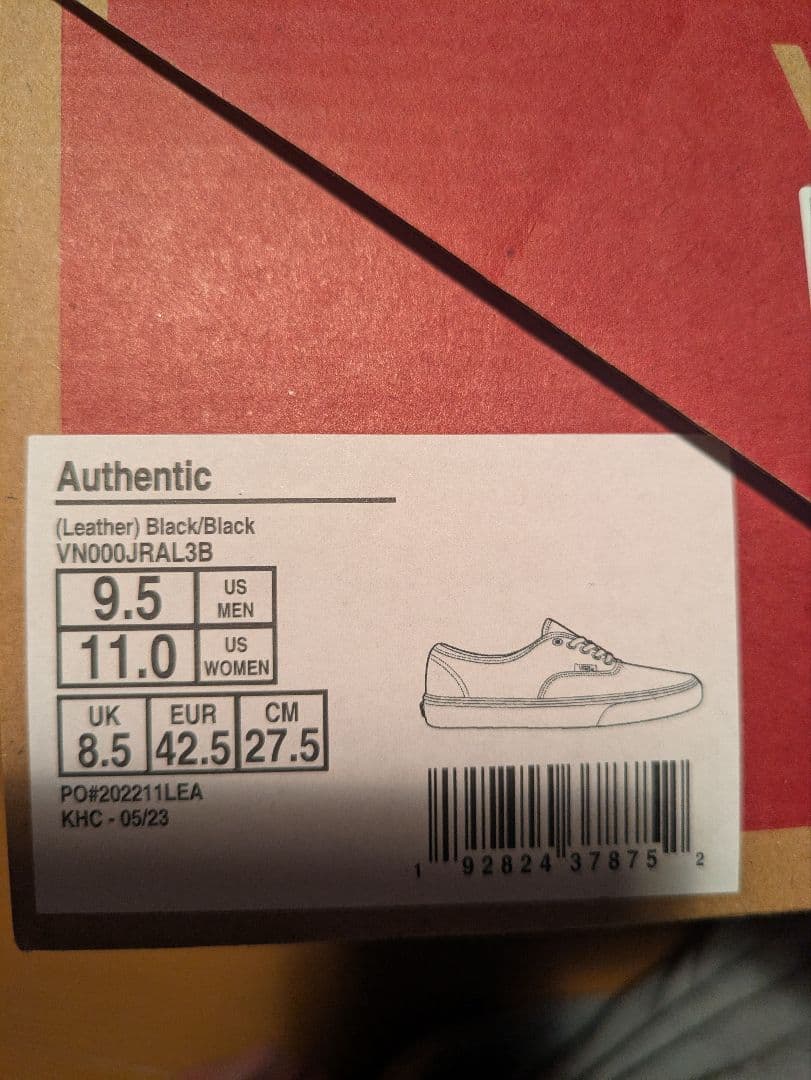 Authentic
(Leather) Black/Black
VN000JRAL3B
9.5 US MEN
11.0 US WOMEN
UK EUR CM
8.5 42.5 27.5
PO#202211LEA
KHC - 05/23
1 92824 37875 2